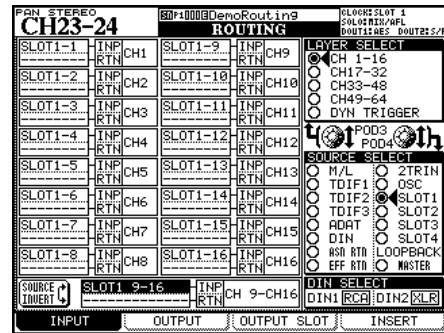 PAN STEREO
CH23-24
DemoRouting
ROUTING
CLOCK:SLOT 1
SOLO:MIX/AFL
DOUT1:AES DOUT2:S/P
SLOT1-1 INP RTN CH1 SLOT1-9 INP RTN CH9
SLOT1-2 INP RTN CH2 SLOT1-10 INP RTN CH10
SLOT1-3 INP RTN CH3 SLOT1-11 INP RTN CH11
SLOT1-4 INP RTN CH4 SLOT1-12 INP RTN CH12
SLOT1-5 INP RTN CH5 SLOT1-13 INP RTN CH13
SLOT1-6 INP RTN CH6 SLOT1-14 INP RTN CH14
SLOT1-7 INP RTN CH7 SLOT1-15 INP RTN CH15
SLOT1-8 INP RTN CH8 SLOT1-16 INP RTN CH16
LAYER SELECT
CH 1-16
CH17-32
CH33-48
CH49-64
DYN TRIGGER
POD3
POD4
SOURCE SELECT
M/L 2TRIN
TDIF1 OSC
TDIF2 SLOT1
TDIF3 SLOT2
ADAT SLOT3
DIN SLOT4
ASN RTN LOOPBACK
EFF RTN MASTER
SOURCE INVERT
SLOT1 9-16 INP RTN CH 9-CH16
DIN SELECT
DIN1 RCA DIN2 XLR
INPUT OUTPUT OUTPUT SLOT INSERT